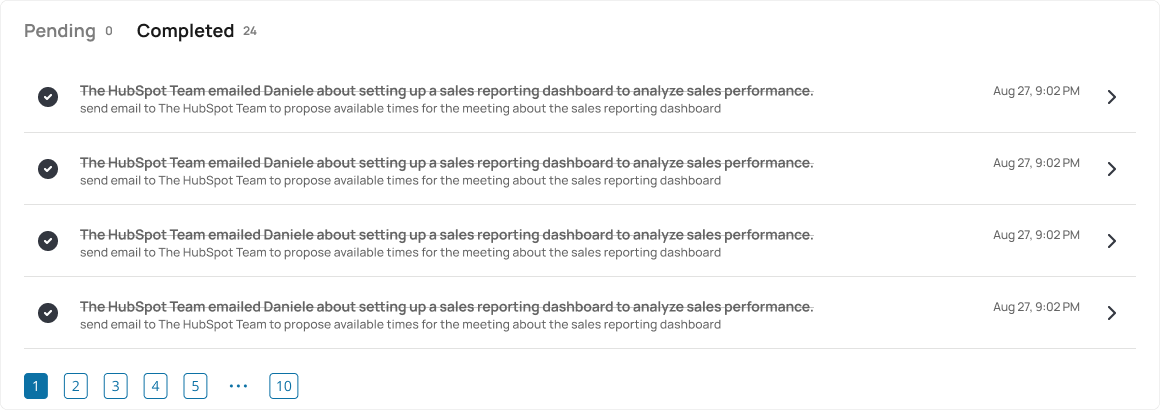 Pending 0 Completed 24
The HubSpot Team emailed Daniele about setting up a sales reporting dashboard to analyze sales performance. Aug 27, 9:02 PM
send email to The HubSpot Team to propose available times for the meeting about the sales reporting dashboard
The HubSpot Team emailed Daniele about setting up a sales reporting dashboard to analyze sales performance. Aug 27, 9:02 PM
send email to The HubSpot Team to propose available times for the meeting about the sales reporting dashboard
The HubSpot Team emailed Daniele about setting up a sales reporting dashboard to analyze sales performance. Aug 27, 9:02 PM
send email to The HubSpot Team to propose available times for the meeting about the sales reporting dashboard
The HubSpot Team emailed Daniele about setting up a sales reporting dashboard to analyze sales performance. Aug 27, 9:02 PM
send email to The HubSpot Team to propose available times for the meeting about the sales reporting dashboard
1 2 3 4 5 ••• 10